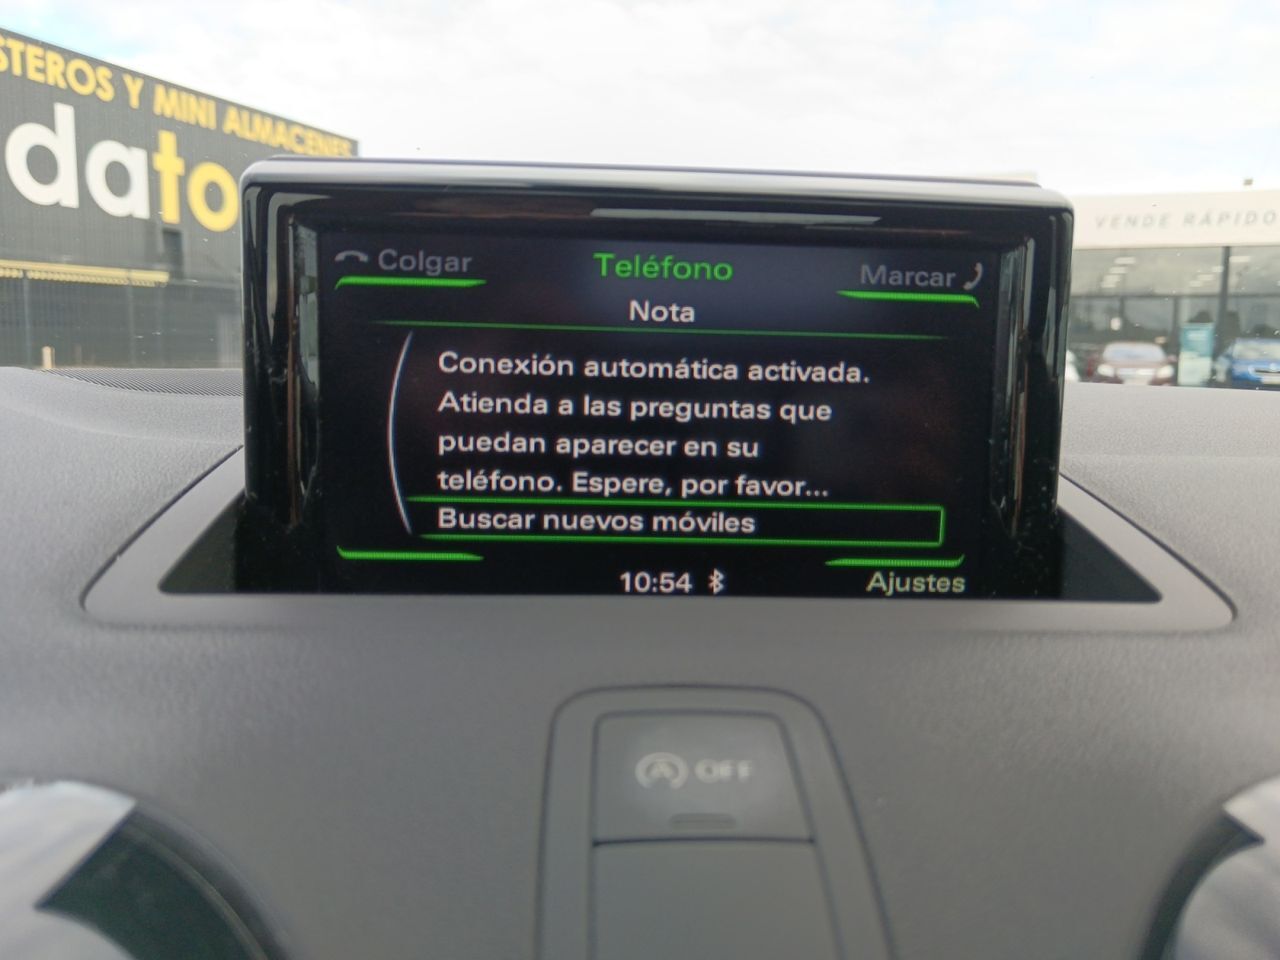 STEROS Y MINI ALMACENES
dato
VENDE RÁPIDO
Colgar
Teléfono
Marcar
Nota
Conexión automática activada.
Atienda a las preguntas que
puedan aparecer en su
teléfono. Espere, por favor...
Buscar nuevos móviles
10:54
Ajustes
A OFF